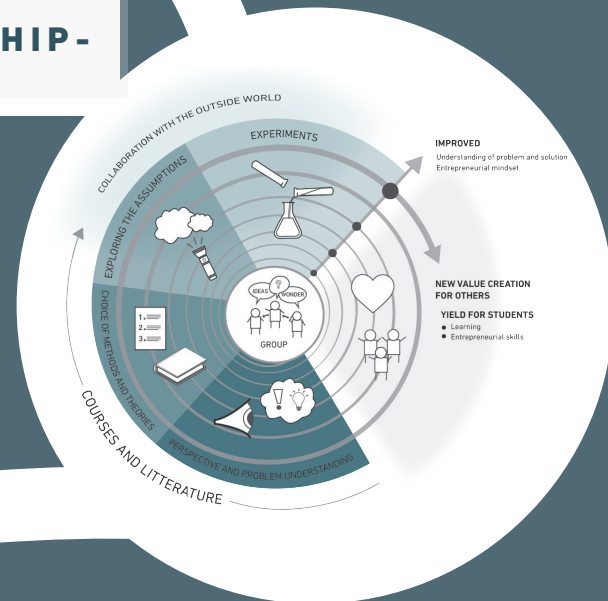 HIP-
COLLABORATION WITH THE OUTSIDE WORLD
EXPERIMENTS
EXPLORING THE ASSUMPTIONS
CHOICE OF METHODS AND THEORIES
PERSPECTIVE AND PROBLEM UNDERSTANDING
COURSES AND LITTERATURE
1.
2.
3.
?
IDEAS
WONDER
GROUP
!
IMPROVED
Understanding of problem and solution
Entrepreneurial mindset
NEW VALUE CREATION
FOR OTHERS
YIELD FOR STUDENTS
● Learning
● Entrepreneurial skills